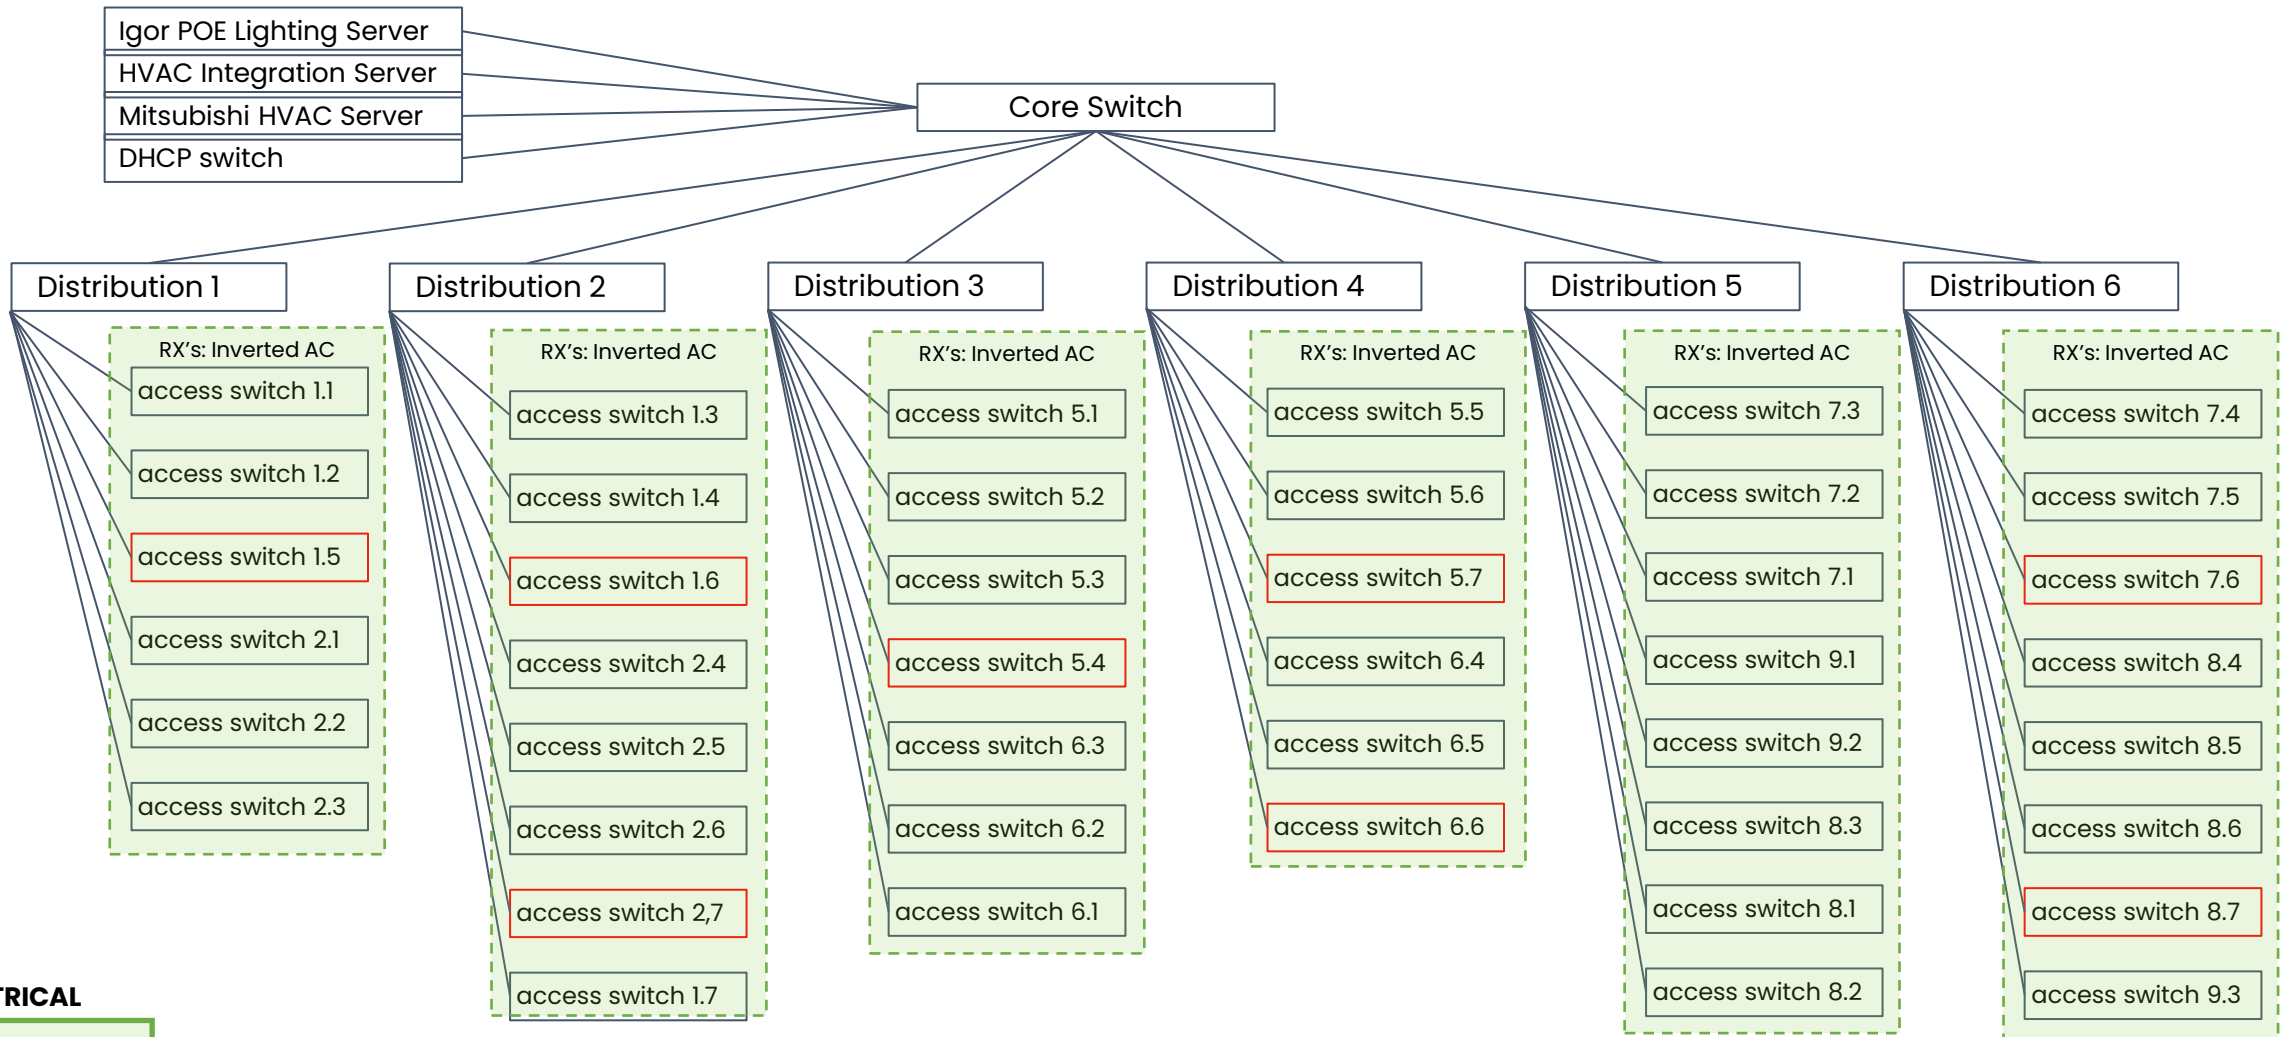 Igor POE Lighting Server
HVAC Integration Server
Mitsubishi HVAC Server
DHCP switch
Core Switch
Distribution 1
Distribution 2
Distribution 3
Distribution 4
Distribution 5
Distribution 6
RX's: Inverted AC
access switch 1.1
access switch 1.2
access switch 1.5
access switch 2.1
access switch 2.2
access switch 2.3
RX's: Inverted AC
access switch 1.3
access switch 1.4
access switch 1.6
access switch 2.4
access switch 2.5
access switch 2.6
access switch 2,7
access switch 1.7
RX's: Inverted AC
access switch 5.1
access switch 5.2
access switch 5.3
access switch 5.4
access switch 6.3
access switch 6.2
access switch 6.1
RX's: Inverted AC
access switch 5.5
access switch 5.6
access switch 5.7
access switch 6.4
access switch 6.5
access switch 6.6
RX's: Inverted AC
access switch 7.3
access switch 7.2
access switch 7.1
access switch 9.1
access switch 9.2
access switch 8.3
access switch 8.1
access switch 8.2
RX's: Inverted AC
access switch 7.4
access switch 7.5
access switch 7.6
access switch 8.4
access switch 8.5
access switch 8.6
access switch 8.7
access switch 9.3
TRICAL